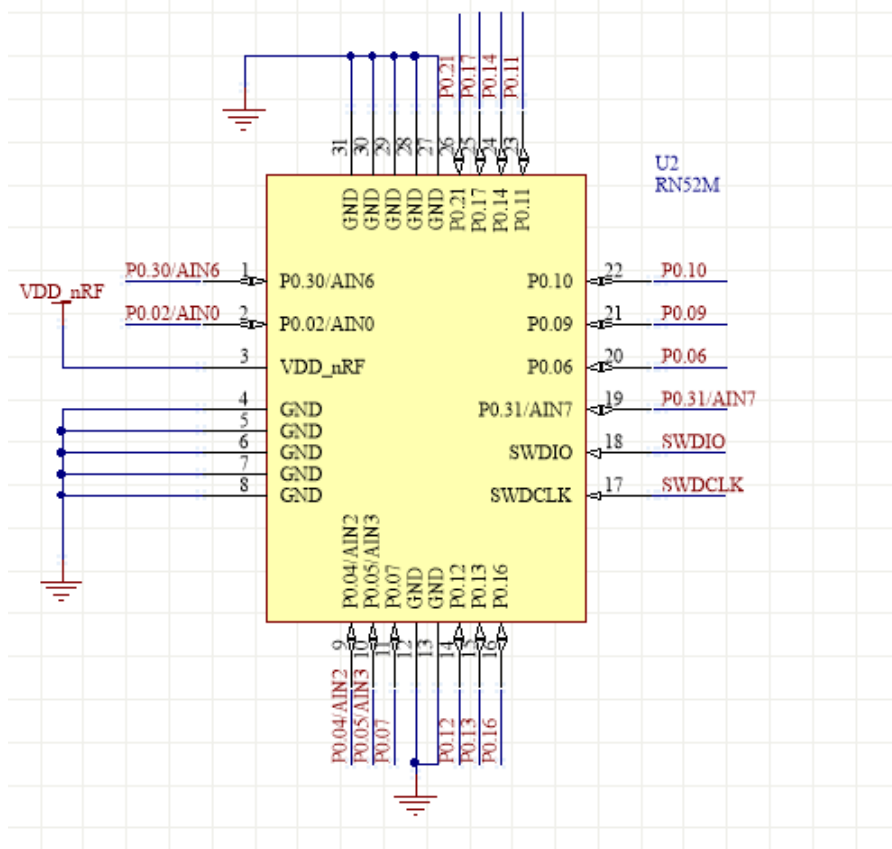 P0.21
P0.17
P0.14
P0.11
31
30
29
28
27
26
25
24
23
GND
GND
GND
GND
GND
P0.21
P0.17
P0.14
P0.11
U2
RN52M
P0.30/AIN6
1
P0.30/AIN6
P0.10
22
P0.10
VDD_nRF
P0.02/AIN0
2
P0.02/AIN0
P0.09
21
P0.09
3
VDD_nRF
P0.06
20
P0.06
4
GND
P0.31/AIN7
19
P0.31/AIN7
5
GND
6
GND
SWDIO
18
SWDIO
7
GND
8
GND
SWDCLK
17
SWDCLK
P0.04/AIN2
P0.05/AIN3
P0.07
GND
GND
P0.12
P0.13
P0.16
9
10
11
12
13
14
15
16
P0.04/AIN2
P0.05/AIN3
P0.07
P0.12
P0.13
P0.16